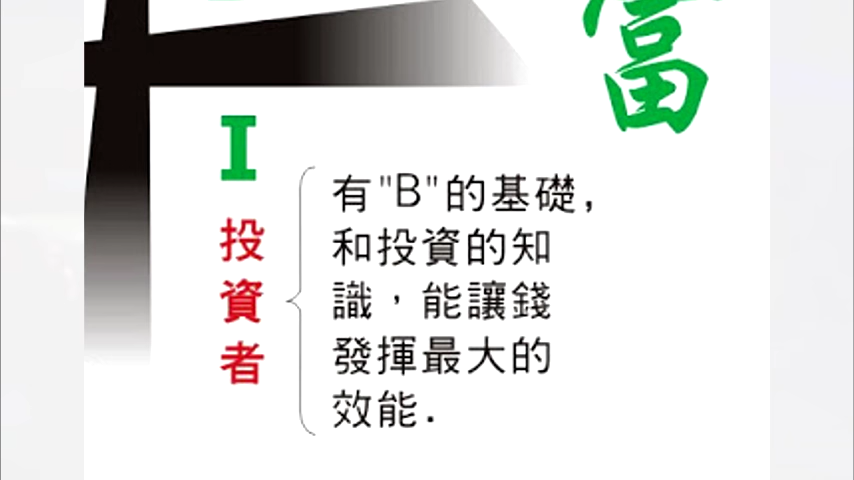 富
I
投資者
有"B"的基礎,
和投資的知
識，能讓錢
發揮最大的
效能.